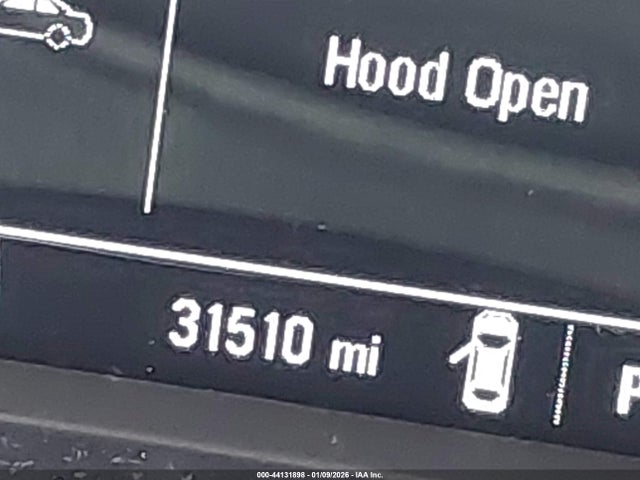 Hood Open
31510 mi
P
000-44131898 - 01/09/2026 - IAA Inc.